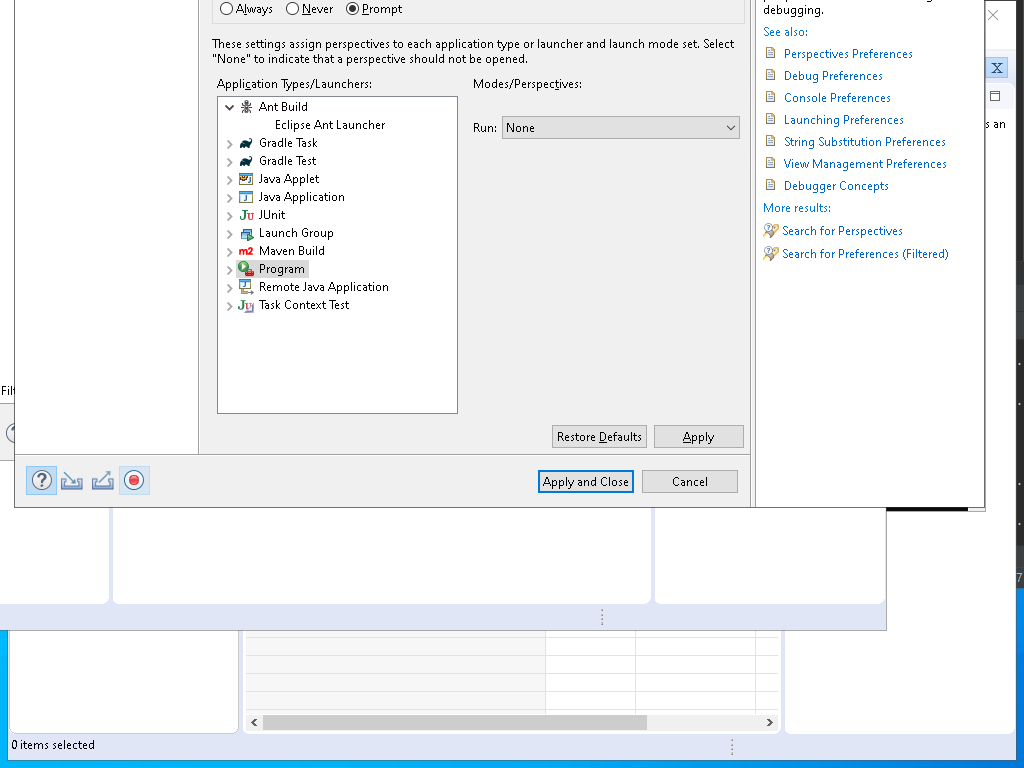 Always
Never
Prompt
These settings assign perspectives to each application type or launcher and launch mode set. Select
"None" to indicate that a perspective should not be opened.
Application Types/Launchers:
Modes/Perspectives:
Ant Build
Eclipse Ant Launcher
Gradle Task
Gradle Test
Java Applet
Java Application
JUnit
Launch Group
Maven Build
Program
Remote Java Application
Task Context Test
Run:
None
Restore Defaults
Apply
Apply and Close
Cancel
debugging.
See also:
Perspectives Preferences
Debug Preferences
Console Preferences
Launching Preferences
String Substitution Preferences
View Management Preferences
Debugger Concepts
More results:
Search for Perspectives
Search for Preferences (Filtered)
X
an
7
0 items selected